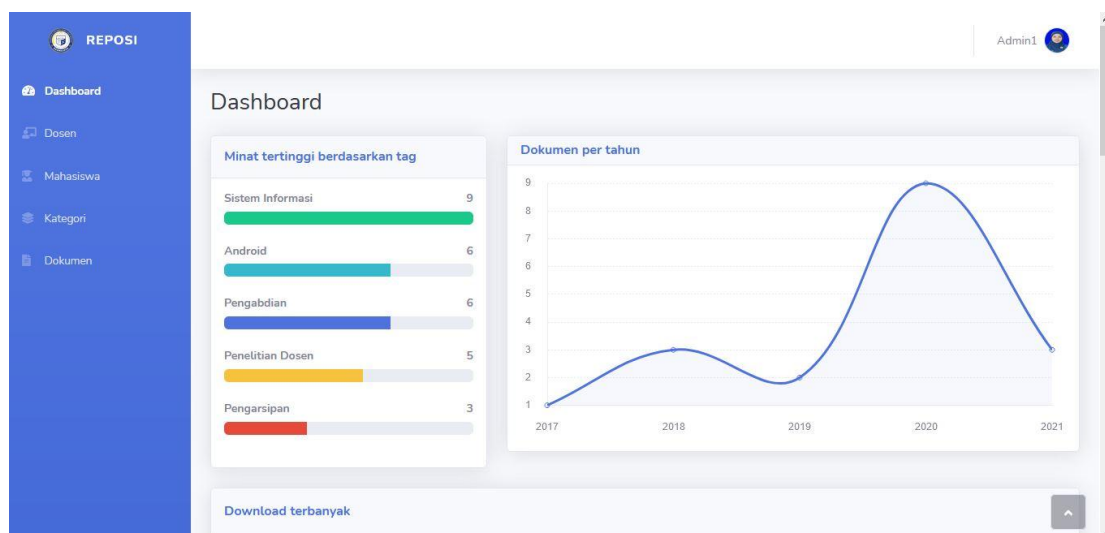 REPOSI
Admin1
Dashboard
Dosen
Mahasiswa
Kategori
Dokumen
Dashboard
Minat tertinggi berdasarkan tag
Sistem Informasi 9
Android 6
Pengabdian 6
Penelitian Dosen 5
Pengarsipan 3
Dokumen per tahun
9
8
7
6
5
4
3
2
1
2017 2018 2019 2020 2021
Download terbanyak